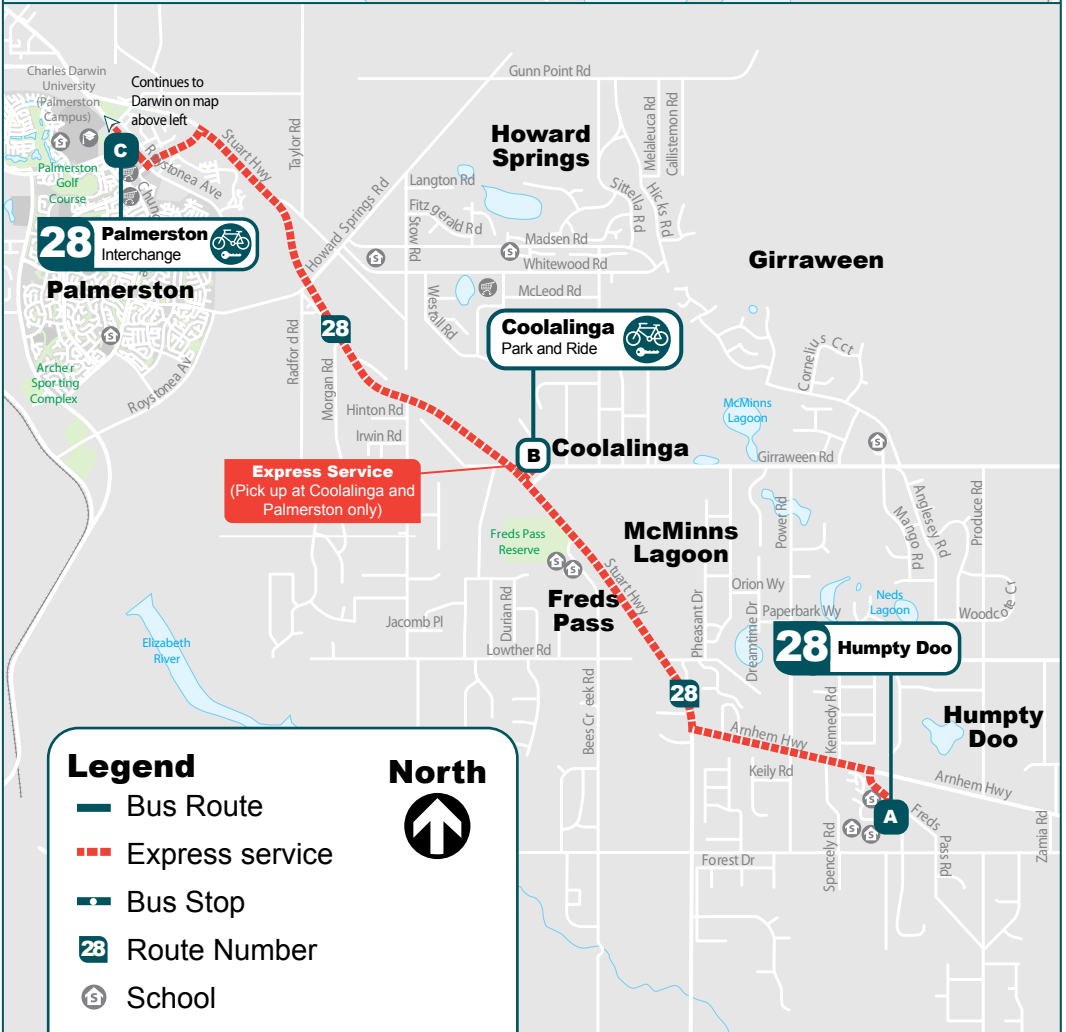 Gunn Point Rd
Charles Darwin
University
(Palmerston
Campus)
Continues to
Darwin on map
above left
Stuart Hwy
Taylor Rd
Howard
Springs
Melaleuca Rd
Callistemon Rd
C
Roystonea Ave
Palmerston
Golf
Course
Chung
Langton Rd
Fitzgerald Rd
Stow Rd
Sittella Rd
Hicks Rd
Howard Springs Rd
28
Palmerston
Interchange
Madsen Rd
Whitewood Rd
Girraween
Palmerston
McLeod Rd
Westall Rd
28
Coolalinga
Park and Ride
Cornelius Cct
Radford Rd
Morgan Rd
Archer
Sporting
Complex
Roystonea Av
Hinton Rd
Irwin Rd
McMinns
Lagoon
B
Coolalinga
Girraween Rd
Express Service
(Pick up at Coolalinga and
Palmerston only)
Anglesey Rd
Mango Rd
Produce Rd
Power Rd
Freds Pass
Reserve
McMinns
Lagoon
Stuart Hwy
Orion Wy
Freds
Pass
Pheasant Dr
Dreamtime Dr
Paperbark Wy
Neds
Lagoon
Woodcote Cr
Durian Rd
Jacomb Pl
Elizabeth
River
Lowther Rd
28
Humpty Doo
28
Bees Creek Rd
Kennedy Rd
Humpty
Doo
Arnhem Hwy
Keily Rd
Arnhem Hwy
A
Freds
Pass Rd
Zamia Rd
Spencely Rd
Forest Dr
Legend
North
Bus Route
Express service
Bus Stop
28
Route Number
S
School